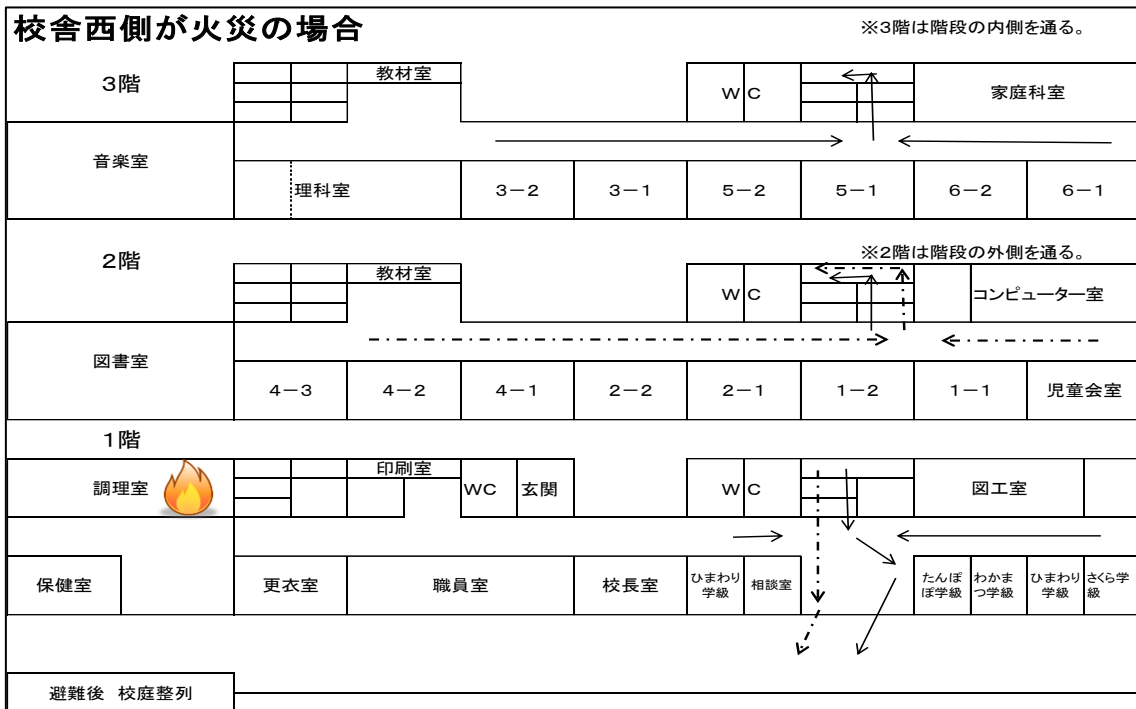 校舎西側が火災の場合
※3階は階段の内側を通る。
3階
教材室
W C
家庭科室
音楽室
理科室
3－2
3－1
5－2
5－1
6－2
6－1
2階
※2階は階段の外側を通る。
教材室
W C
コンピューター室
図書室
4－3
4－2
4－1
2－2
2－1
1－2
1－1
児童会室
1階
調理室
印刷室
WC
玄関
W C
図工室
保健室
更衣室
職員室
校長室
ひまわり
学級
相談室
たんぽ
ぽ学級
わかま
つ学級
ひまわり
学級
さくら学
級
避難後 校庭整列